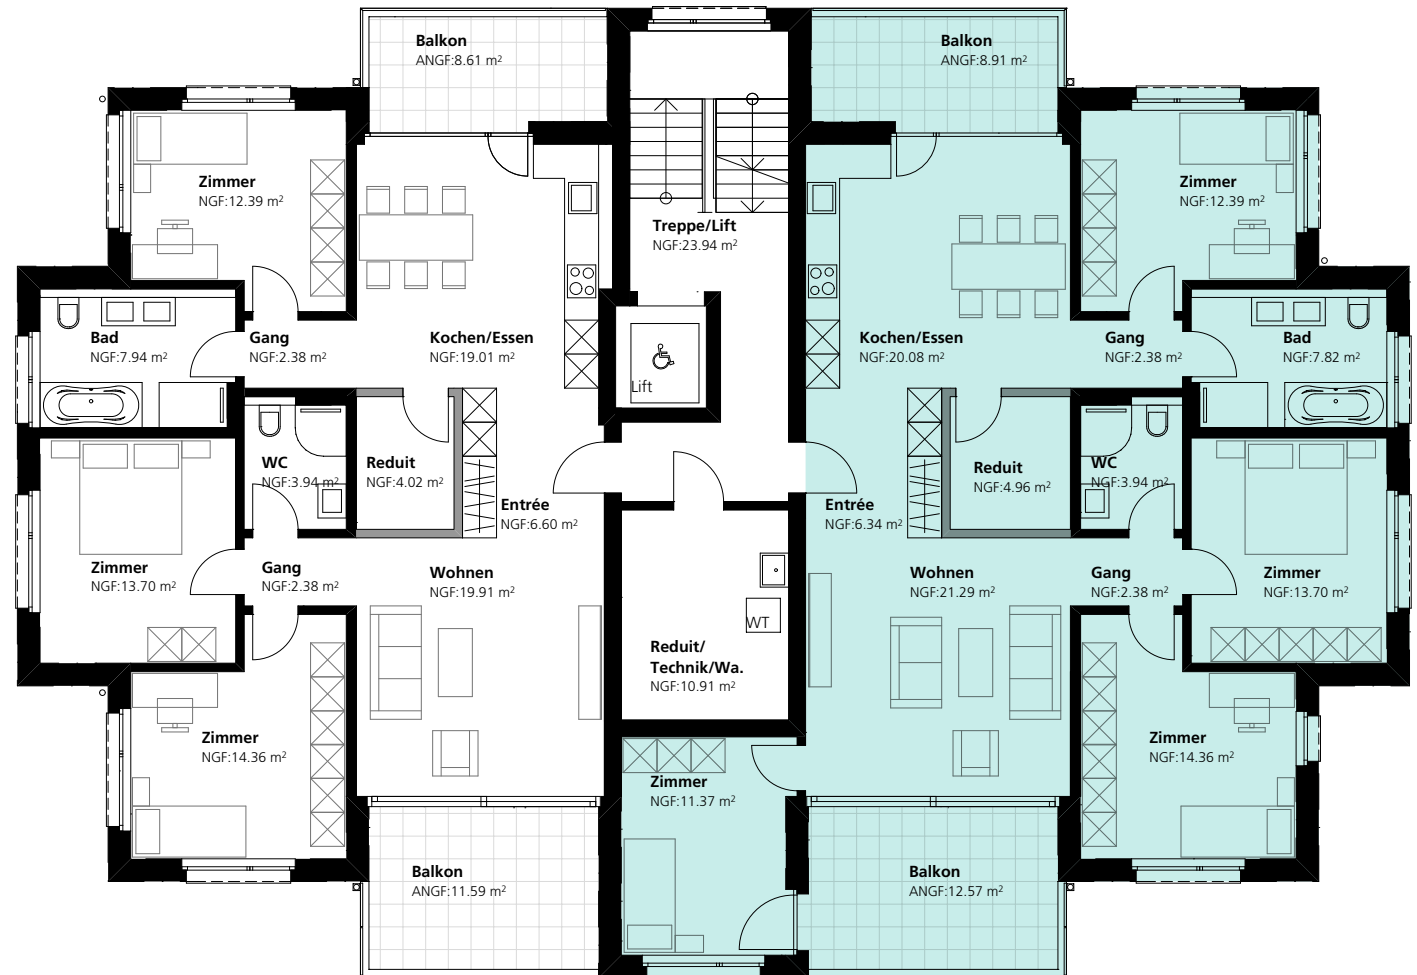 Balkon
ANGF:8.61 m²
Balkon
ANGF:8.91 m²
Zimmer
NGF:12.39 m²
Treppe/Lift
NGF:23.94 m²
Zimmer
NGF:12.39 m²
Bad
NGF:7.94 m²
Gang
NGF:2.38 m²
Kochen/Essen
NGF:19.01 m²
Lift
Kochen/Essen
NGF:20.08 m²
Gang
NGF:2.38 m²
Bad
NGF:7.82 m²
WC
NGF:3.94 m²
Reduit
NGF:4.02 m²
Entrée
NGF:6.60 m²
Entrée
NGF:6.34 m²
Reduit
NGF:4.96 m²
WC
NGF:3.94 m²
Zimmer
NGF:13.70 m²
Gang
NGF:2.38 m²
Wohnen
NGF:19.91 m²
WT
Reduit/
Technik/Wa.
NGF:10.91 m²
Wohnen
NGF:21.29 m²
Gang
NGF:2.38 m²
Zimmer
NGF:13.70 m²
Zimmer
NGF:14.36 m²
Zimmer
NGF:11.37 m²
Zimmer
NGF:14.36 m²
Balkon
ANGF:11.59 m²
Balkon
ANGF:12.57 m²